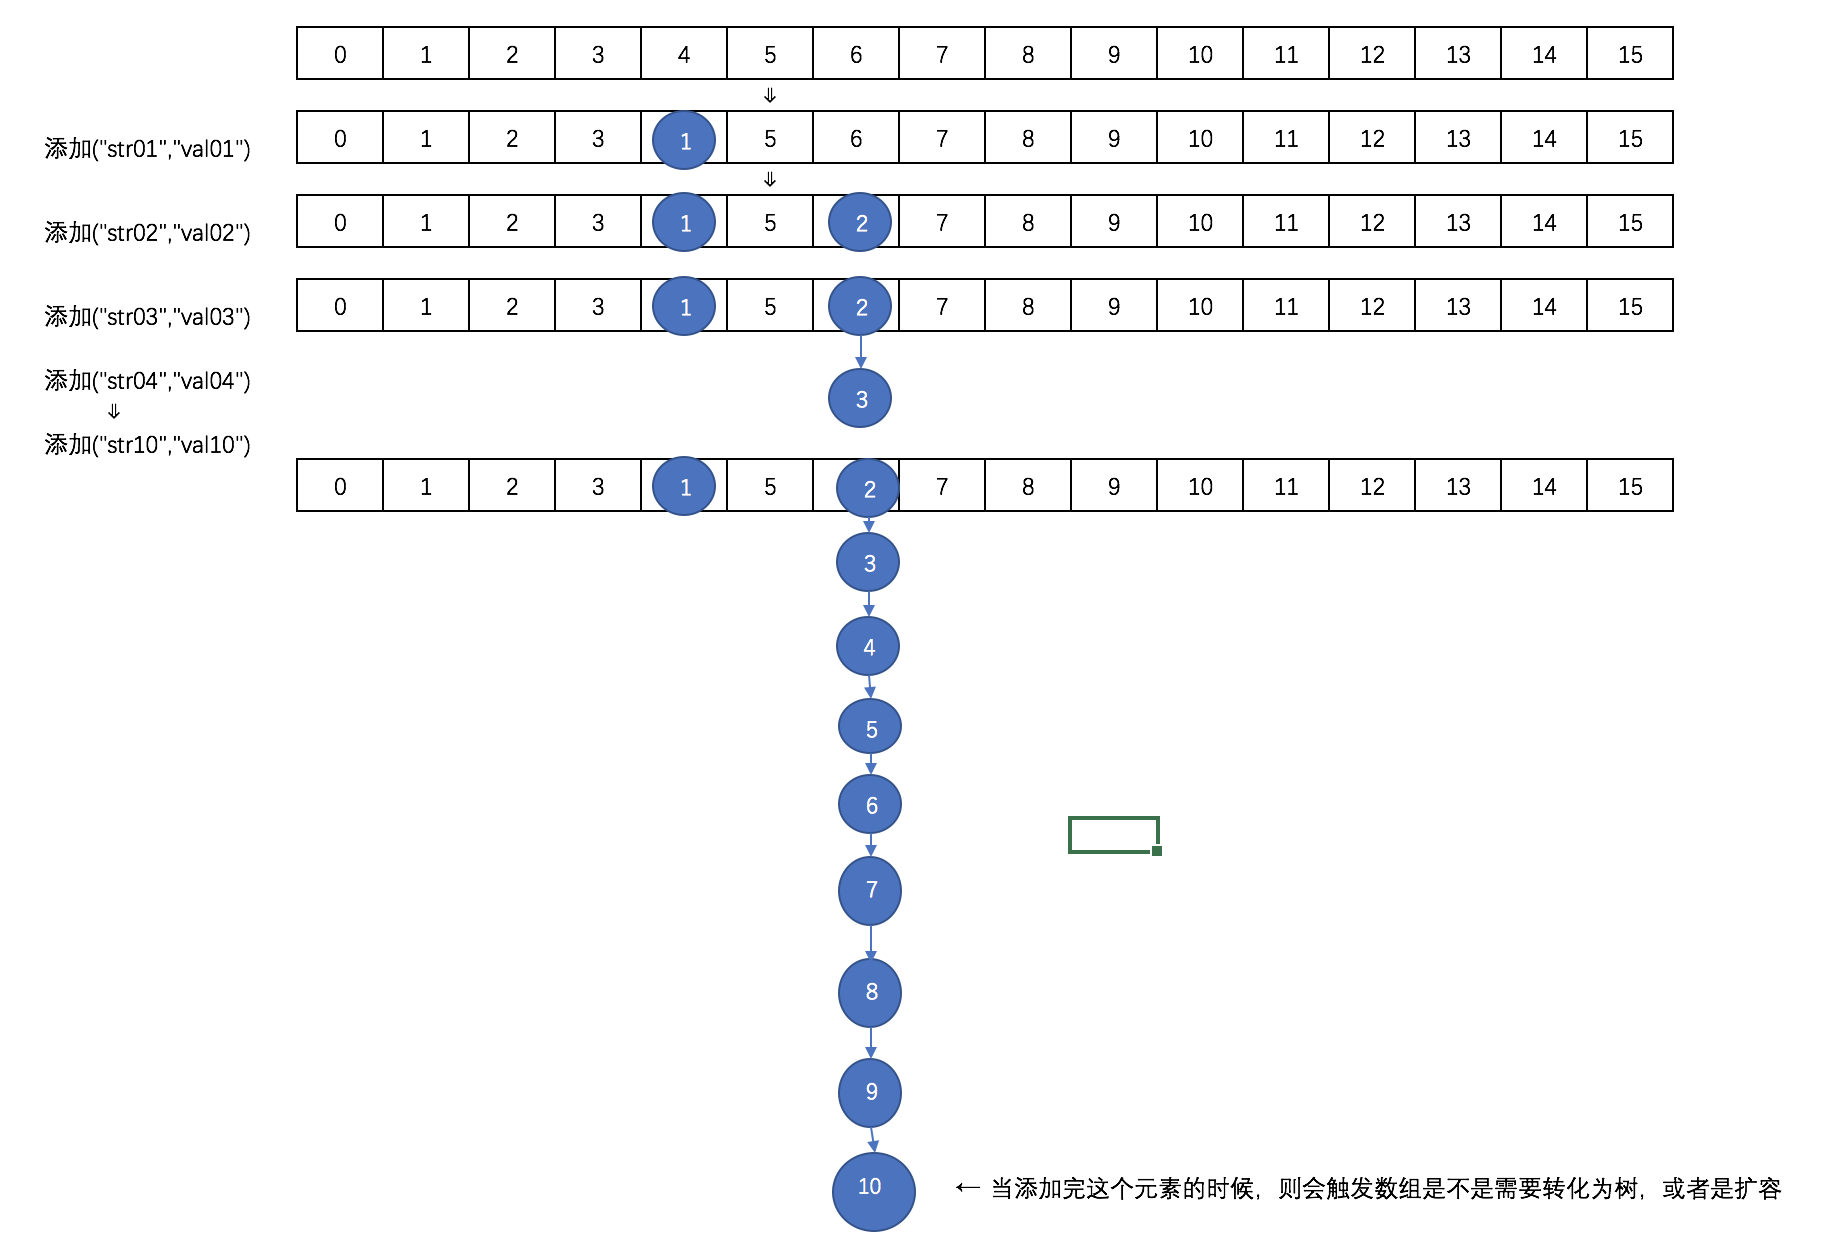 0 1 2 3 4 5 6 7 8 9 10 11 12 13 14 15
⇓
添加("str01","val01") 0 1 2 3 1 5 6 7 8 9 10 11 12 13 14 15
⇓
添加("str02","val02") 0 1 2 3 1 5 2 7 8 9 10 11 12 13 14 15
添加("str03","val03") 0 1 2 3 1 5 2 7 8 9 10 11 12 13 14 15
添加("str04","val04")
3
⇓
添加("str10","val10")
0 1 2 3 1 5 2 7 8 9 10 11 12 13 14 15
3
4
5
6
7
8
9
10 ← 当添加完这个元素的时候，则会触发数组是不是需要转化为树，或者是扩容